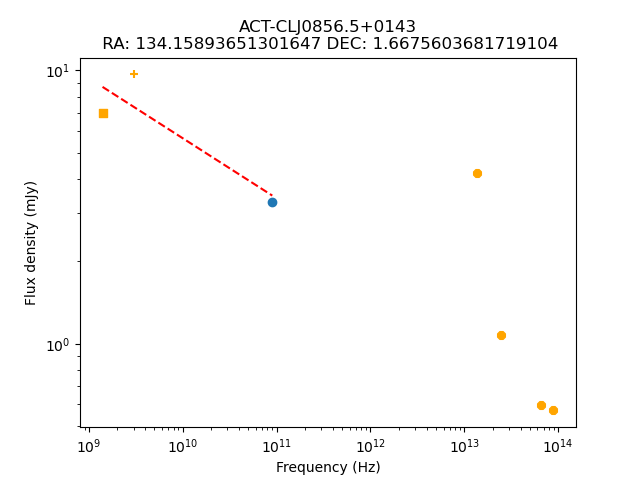 ACT-CLJ0856.5+0143
RA: 134.15893651301647 DEC: 1.6675603681719104
Flux density (mJy)
10¹
10⁰
10⁹ 10¹⁰ 10¹¹ 10¹² 10¹³ 10¹⁴
Frequency (Hz)